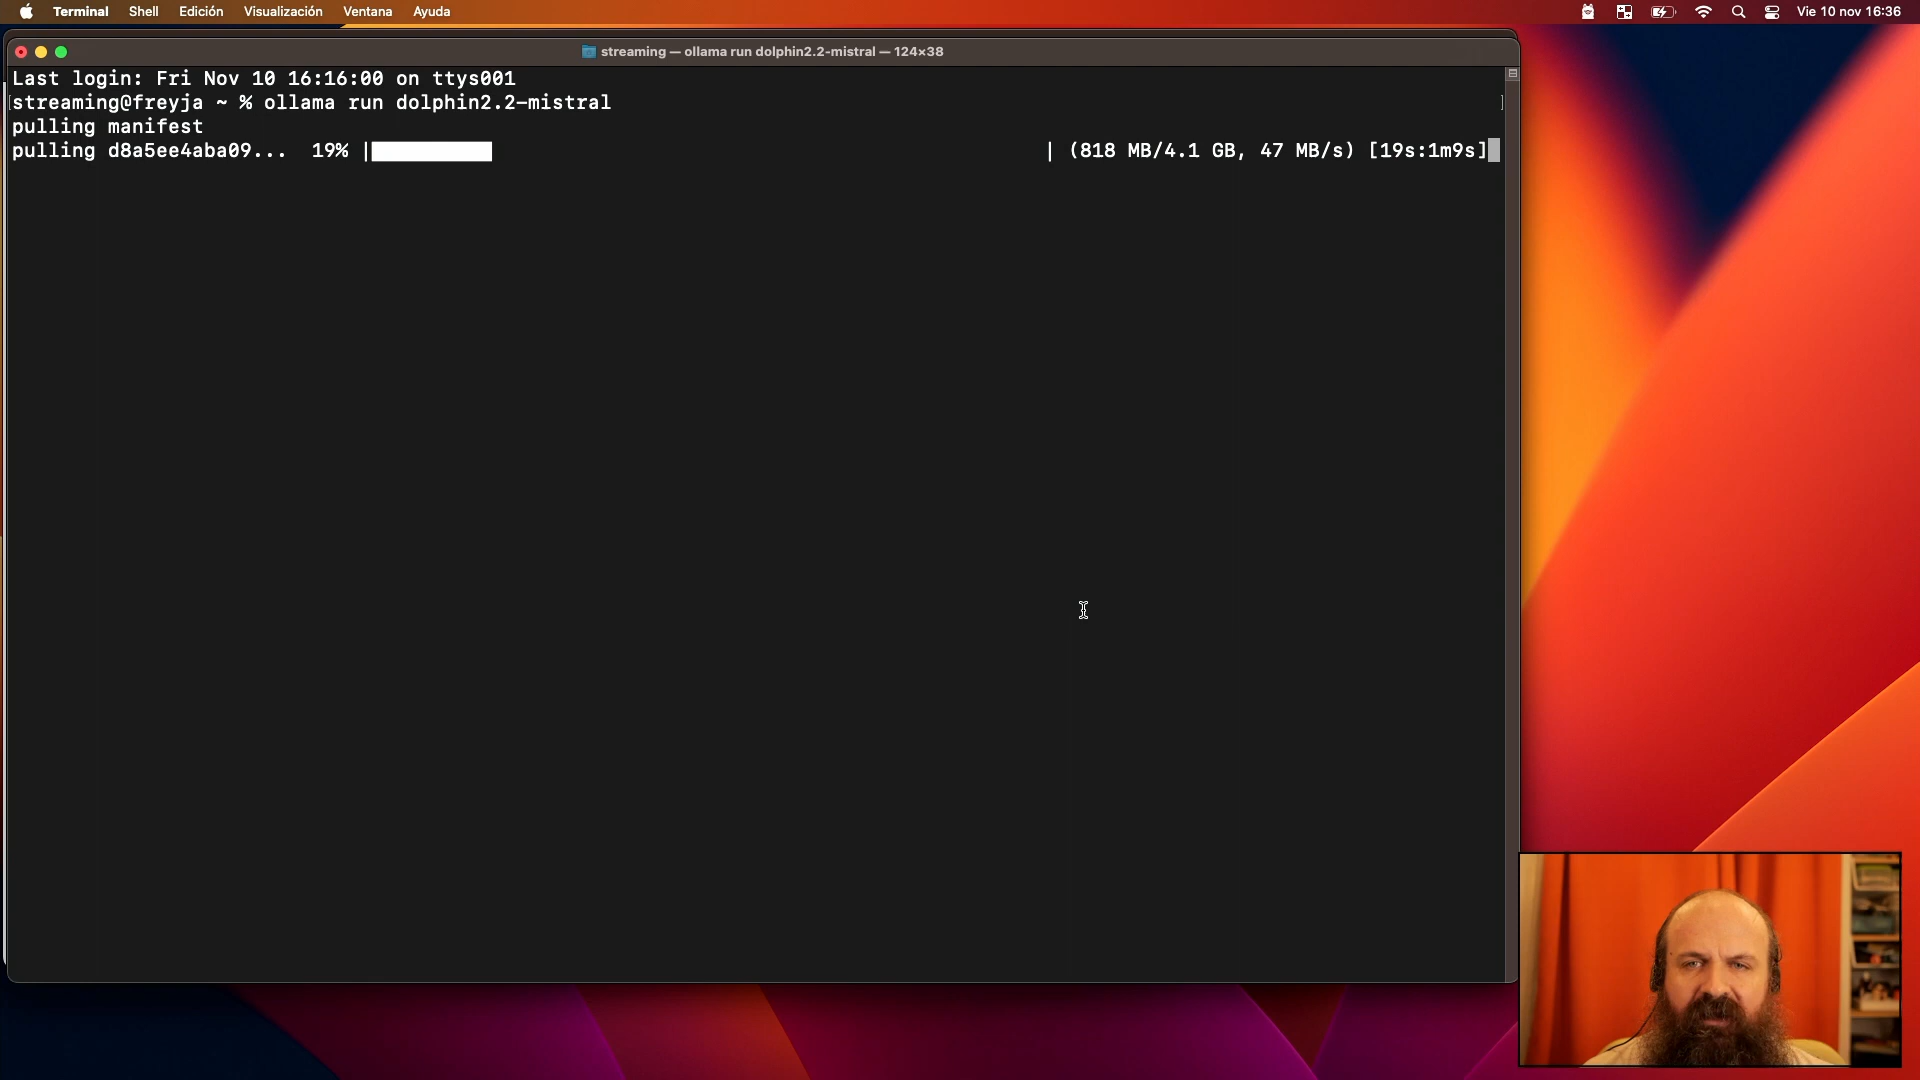 Terminal Shell Edición Visualización Ventana Ayuda Vie 10 nov 16:36
streaming — ollama run dolphin2.2-mistral — 124×38
Last login: Fri Nov 10 16:16:00 on ttys001
[streaming@freyja ~ % ollama run dolphin2.2-mistral ]
pulling manifest
pulling d8a5ee4aba09... 19% | | (818 MB/4.1 GB, 47 MB/s) [19s:1m9s]